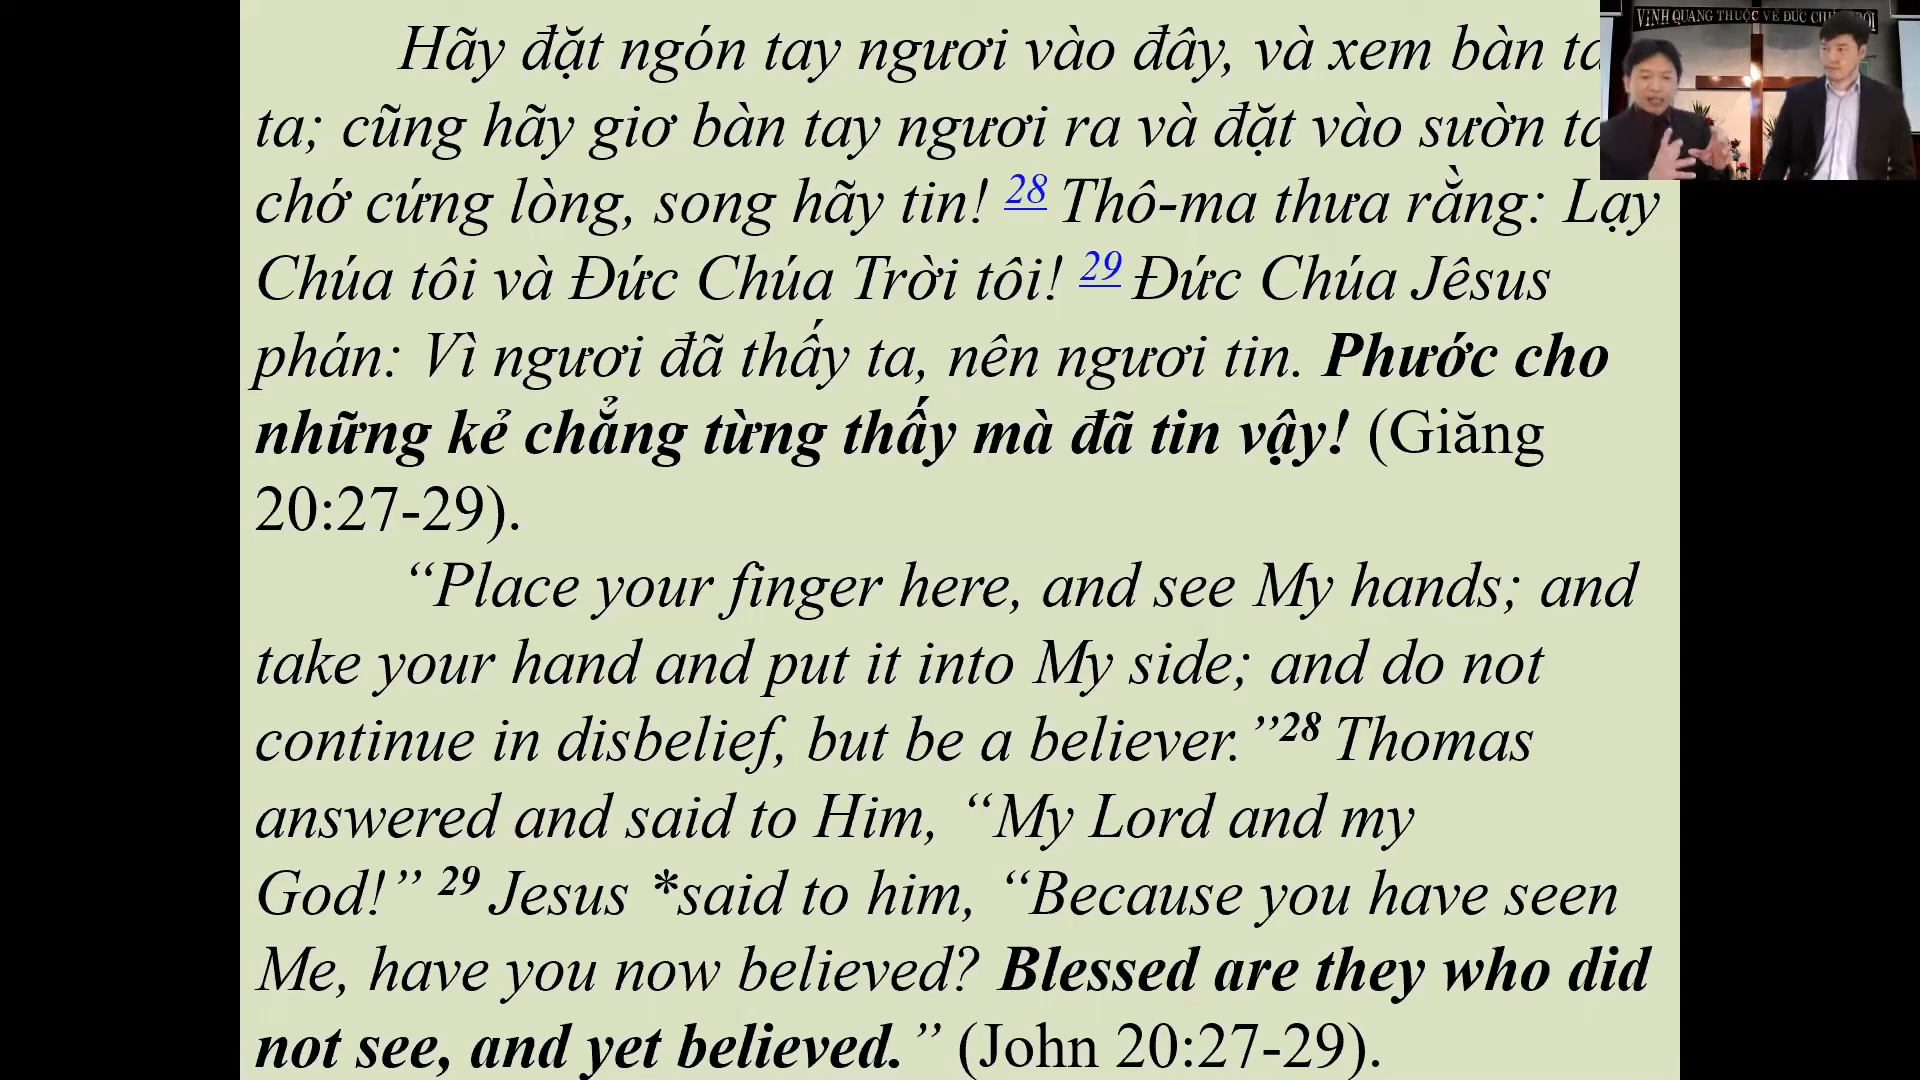 VINH QUANG THUỘC VỀ ĐỨC CHÚA TRỜI
Hãy đặt ngón tay ngươi vào đây, và xem bàn
ta; cũng hãy giơ bàn tay ngươi ra và đặt vào sườn
chớ cứng lòng, song hãy tin! 28 Thô-ma thưa rằng: Lạy
Chúa tôi và Đức Chúa Trời tôi! 29 Đức Chúa Jêsus
phán: Vì ngươi đã thấy ta, nên ngươi tin. Phước cho
những kẻ chẳng từng thấy mà đã tin vậy! (Giăng
20:27-29).
“Place your finger here, and see My hands; and
take your hand and put it into My side; and do not
continue in disbelief, but be a believer.”28 Thomas
answered and said to Him, “My Lord and my
God!” 29 Jesus *said to him, “Because you have seen
Me, have you now believed? Blessed are they who did
not see, and yet believed.” (John 20:27-29).